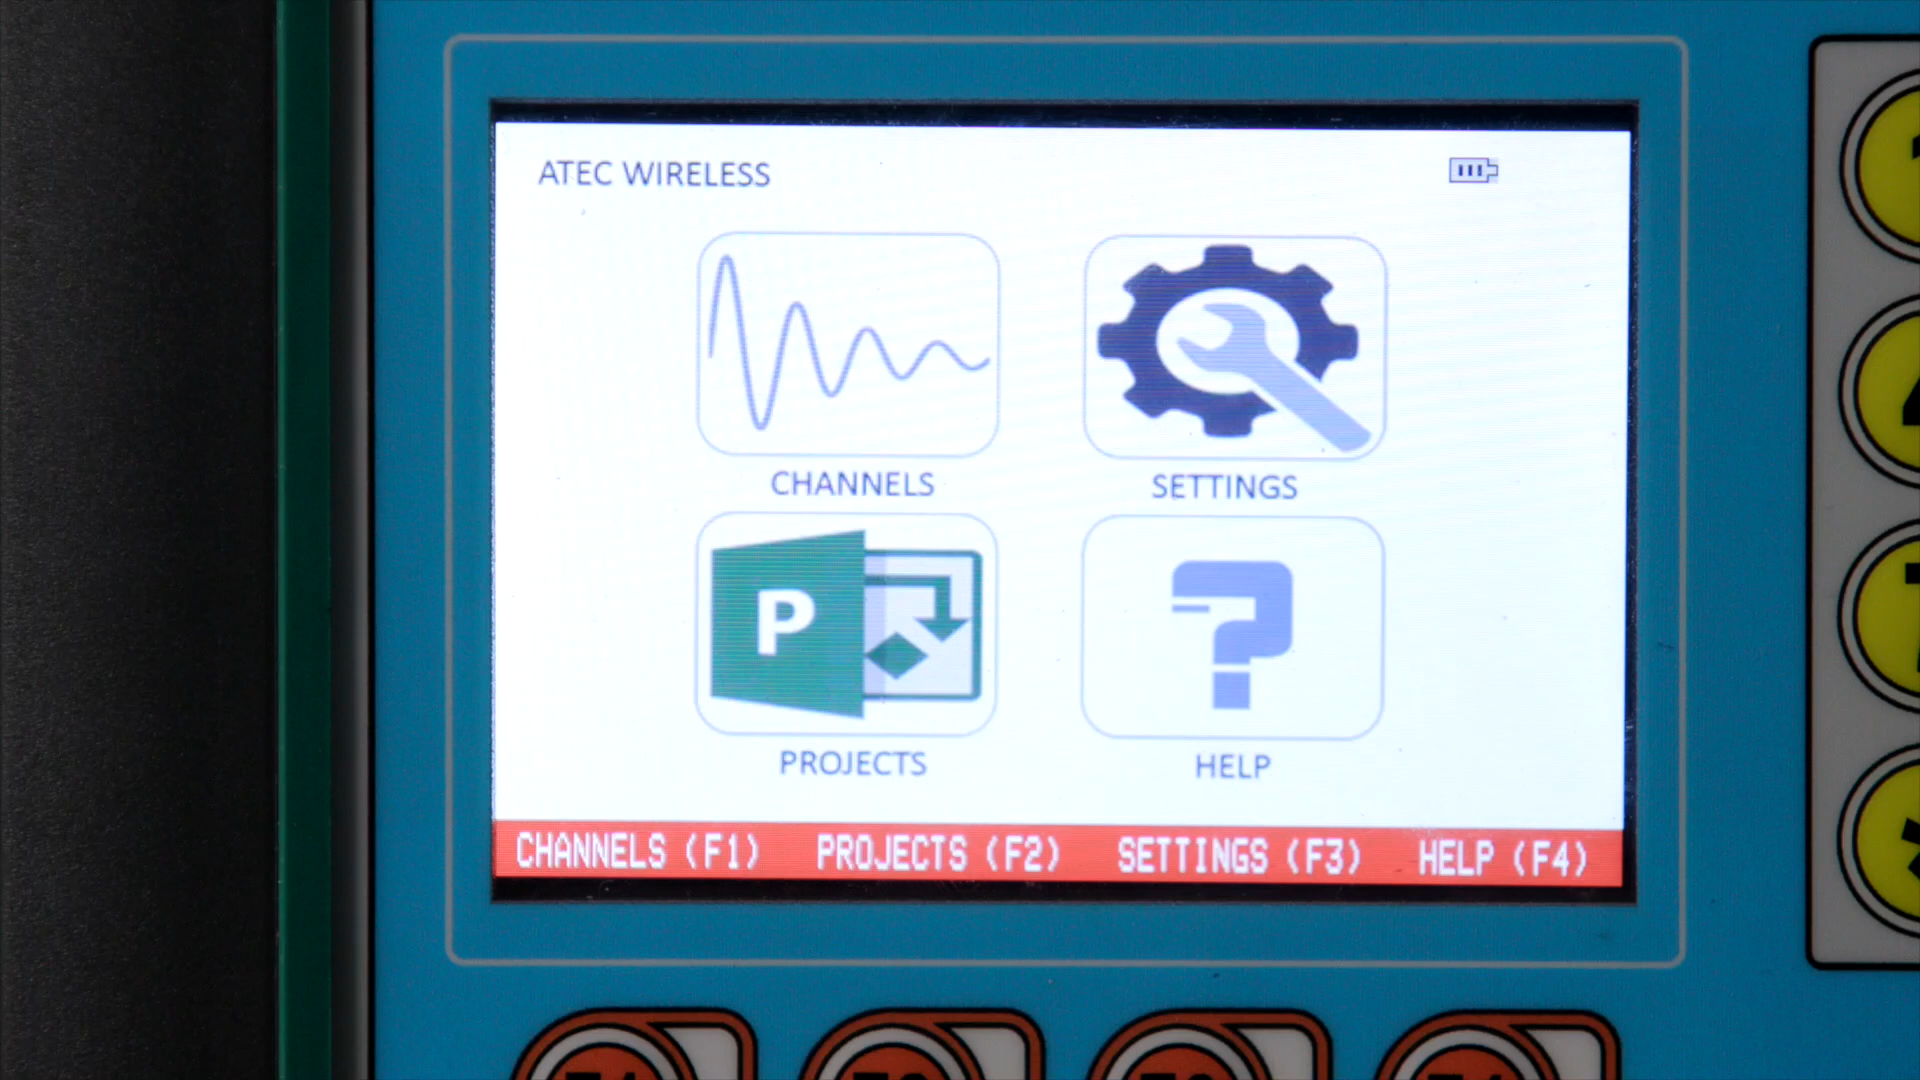 ATEC WIRELESS
CHANNELS
SETTINGS
P
PROJECTS
HELP
CHANNELS (F1) PROJECTS (F2) SETTINGS (F3) HELP (F4)